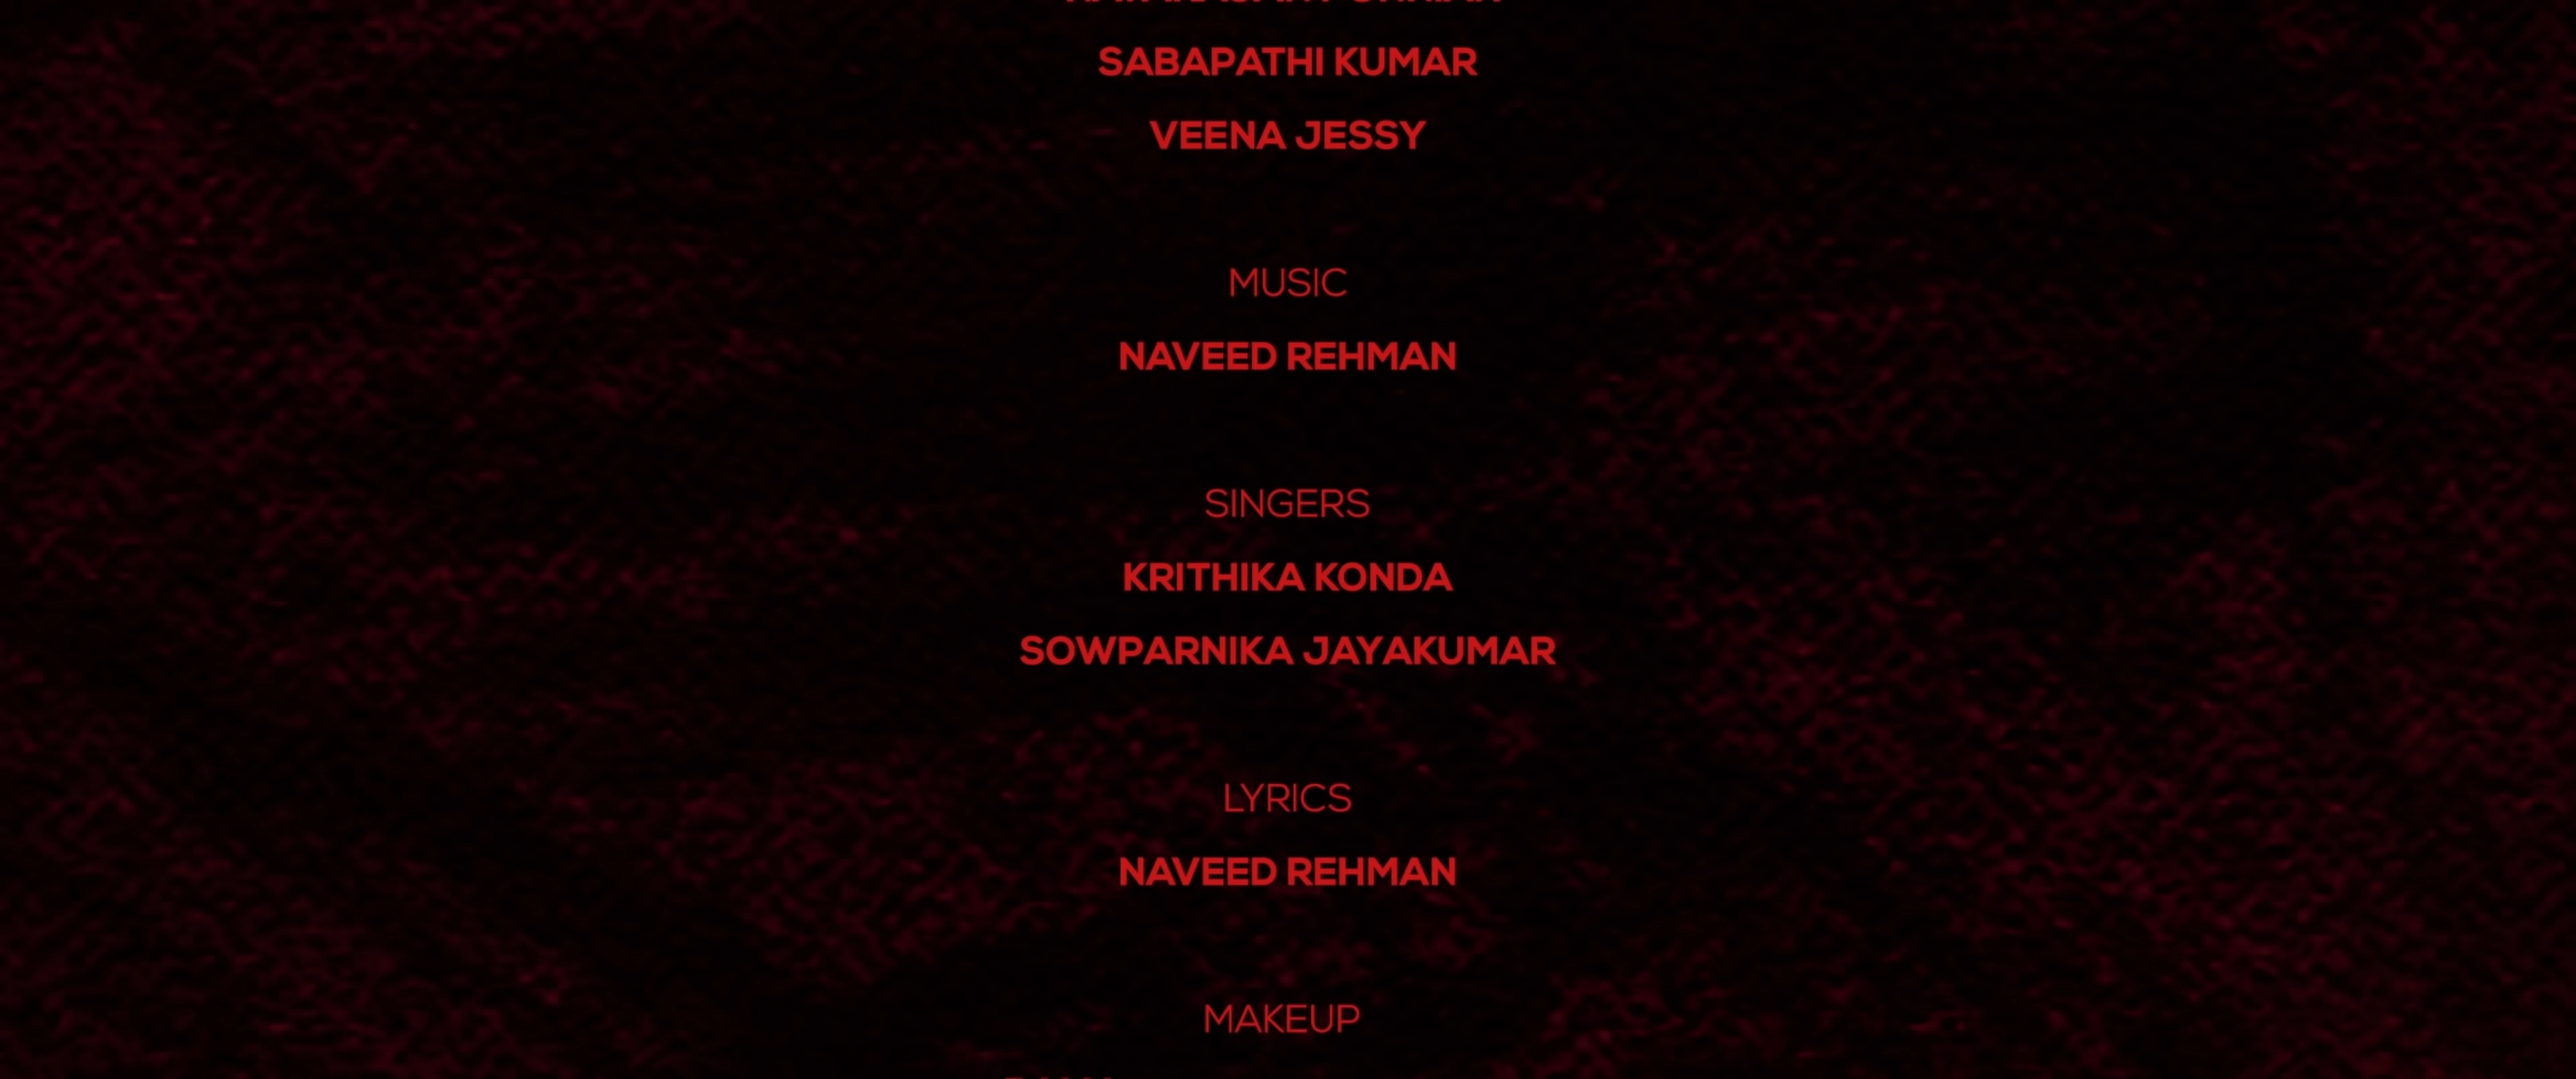 SABAPATHI KUMAR
VEENA JESSY
MUSIC
NAVEED REHMAN
SINGERS
KRITHIKA KONDA
SOWPARNIKA JAYAKUMAR
LYRICS
NAVEED REHMAN
MAKEUP